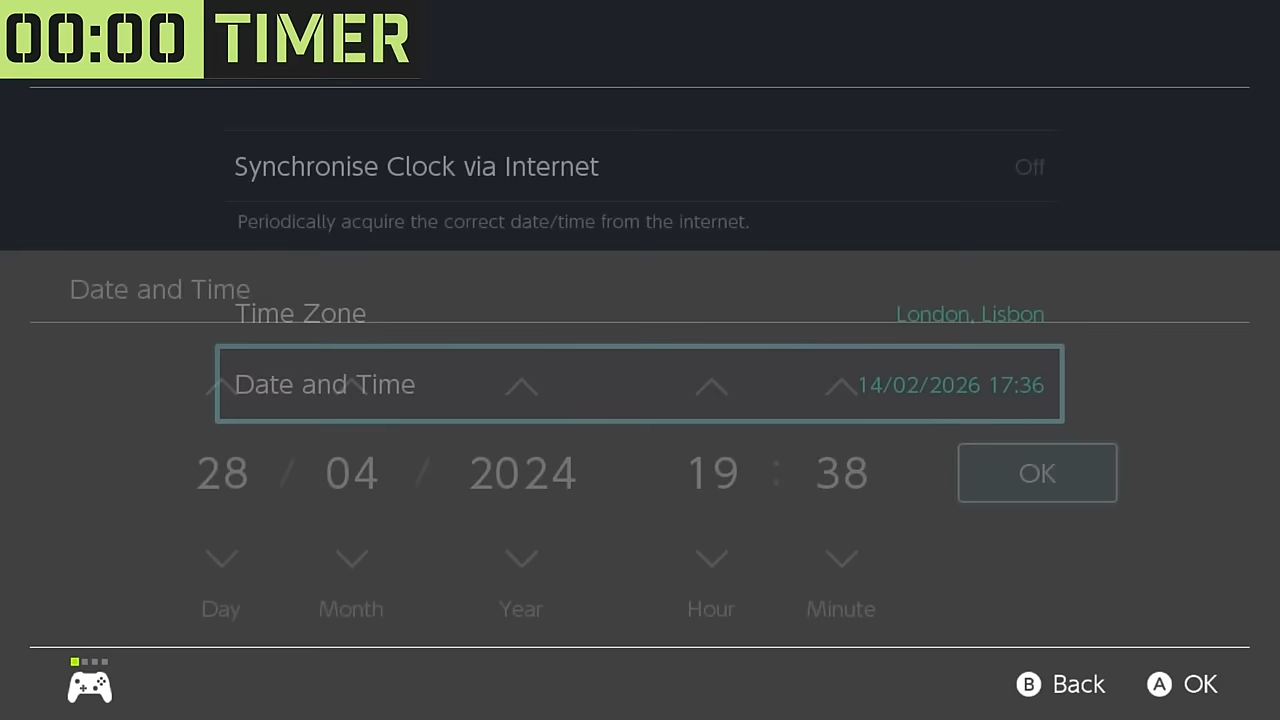 00:00 TIMER
Synchronise Clock via Internet Off
Periodically acquire the correct date/time from the internet.
Date and Time
Time Zone London, Lisbon
Date and Time 14/02/2026 17:36
28 / 04 / 2024 19 : 38 OK
Day Month Year Hour Minute
B Back A OK